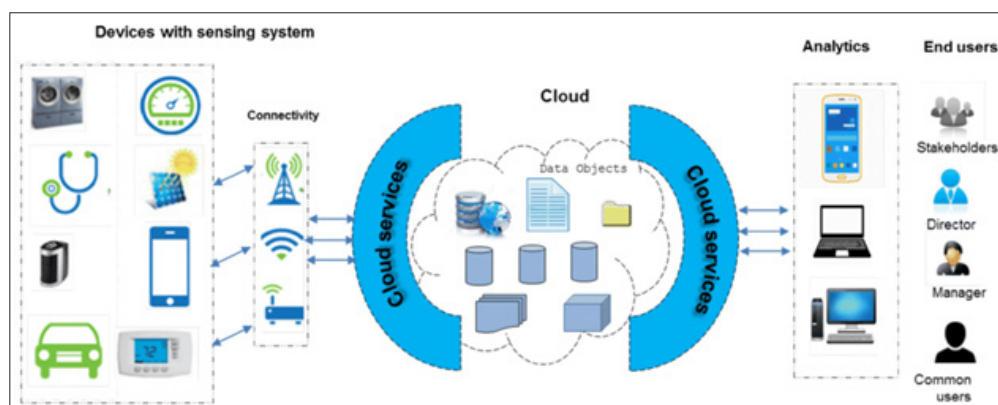 Devices with sensing system
Connectivity
Cloud services
Cloud
Data Objects
Cloud services
Analytics
End users
Stakeholders
Director
Manager
Common
users
72